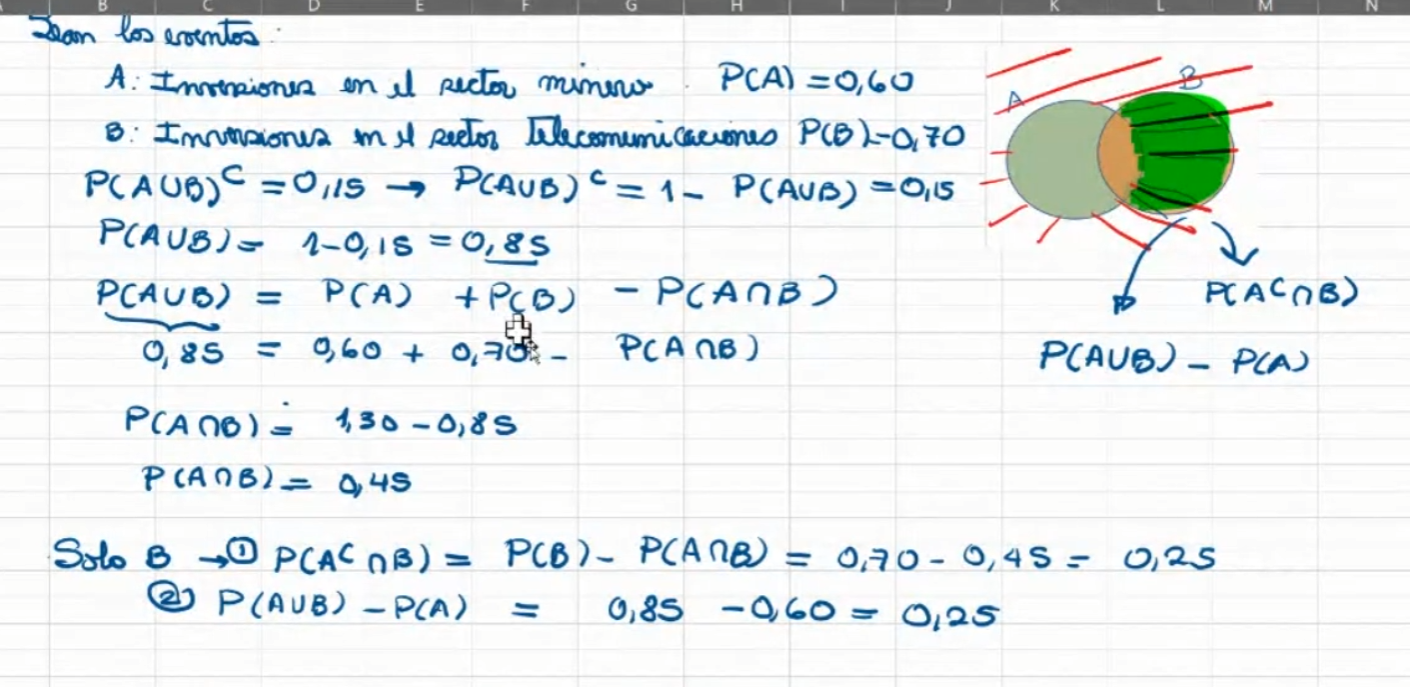 B C D E F G H I J K L M N
Sean los eventos:
A: Inversiones en el sector minero. P(A) = 0,60
B: Inversiones en el sector Telecomunicaciones P(B) = 0,70
P(A∪B)ᶜ = 0,15 → P(A∪B)ᶜ = 1 - P(A∪B) = 0,15
P(A∪B) = 1-0,15 = 0,85
P(A∪B) = P(A) + P(B) - P(A∩B)
0,85 = 0,60 + 0,70 - P(A∩B)
P(A∩B) = 1,30 - 0,85
P(A∩B) = 0,45
Solo B → ① P(Aᶜ∩B) = P(B) - P(A∩B) = 0,70 - 0,45 = 0,25
② P(A∪B) - P(A) = 0,85 - 0,60 = 0,25
A B
P(Aᶜ∩B)
P(A∪B) - P(A)